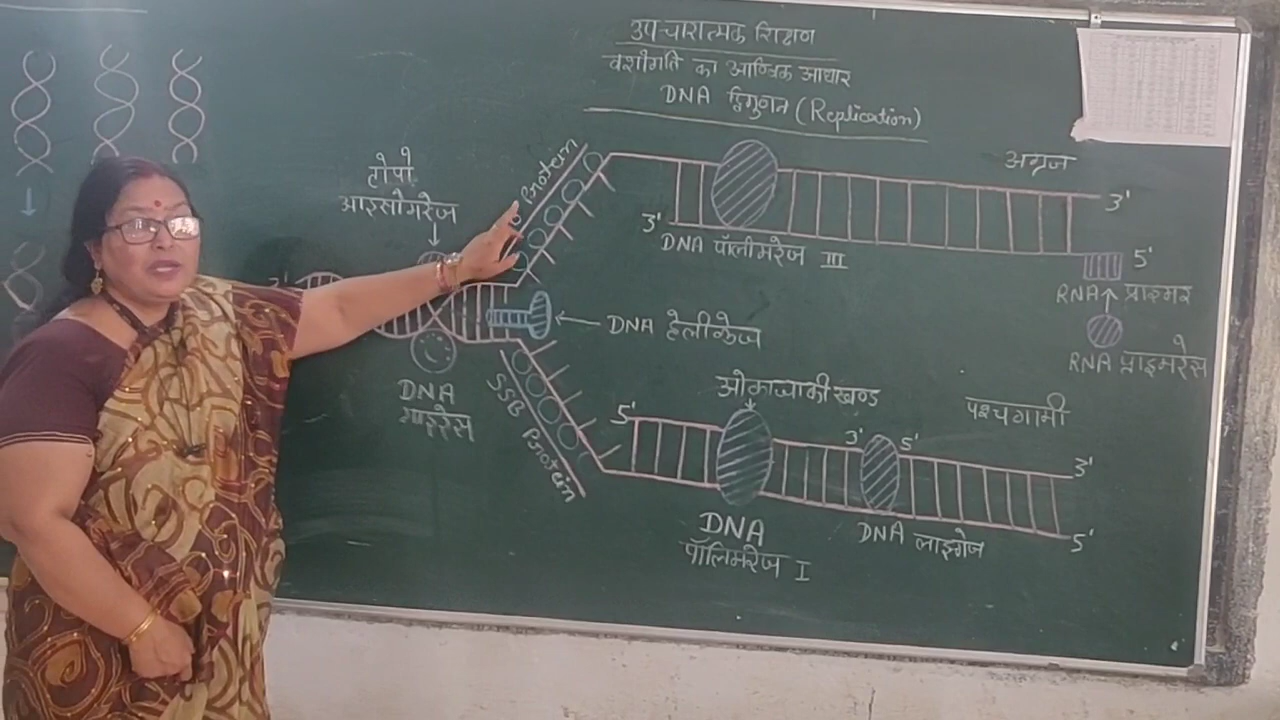 उपचारात्मक शिक्षण
वंशागति का आण्विक आधार
DNA द्विगुणन (Replication)
टोपो
आइसोमरेज
Protein
अग्रज
3'
3'
DNA पॉलीमरेज III
5'
RNA प्राइमर
RNA प्राइमरेस
3'
DNA हेलीकेज
DNA
गाइरेस
SSB Protein
ओकाजाकी खण्ड
पश्चगामी
5'
3'
5'
3'
DNA
पॉलिमरेज I
DNA लाइगेज
5'